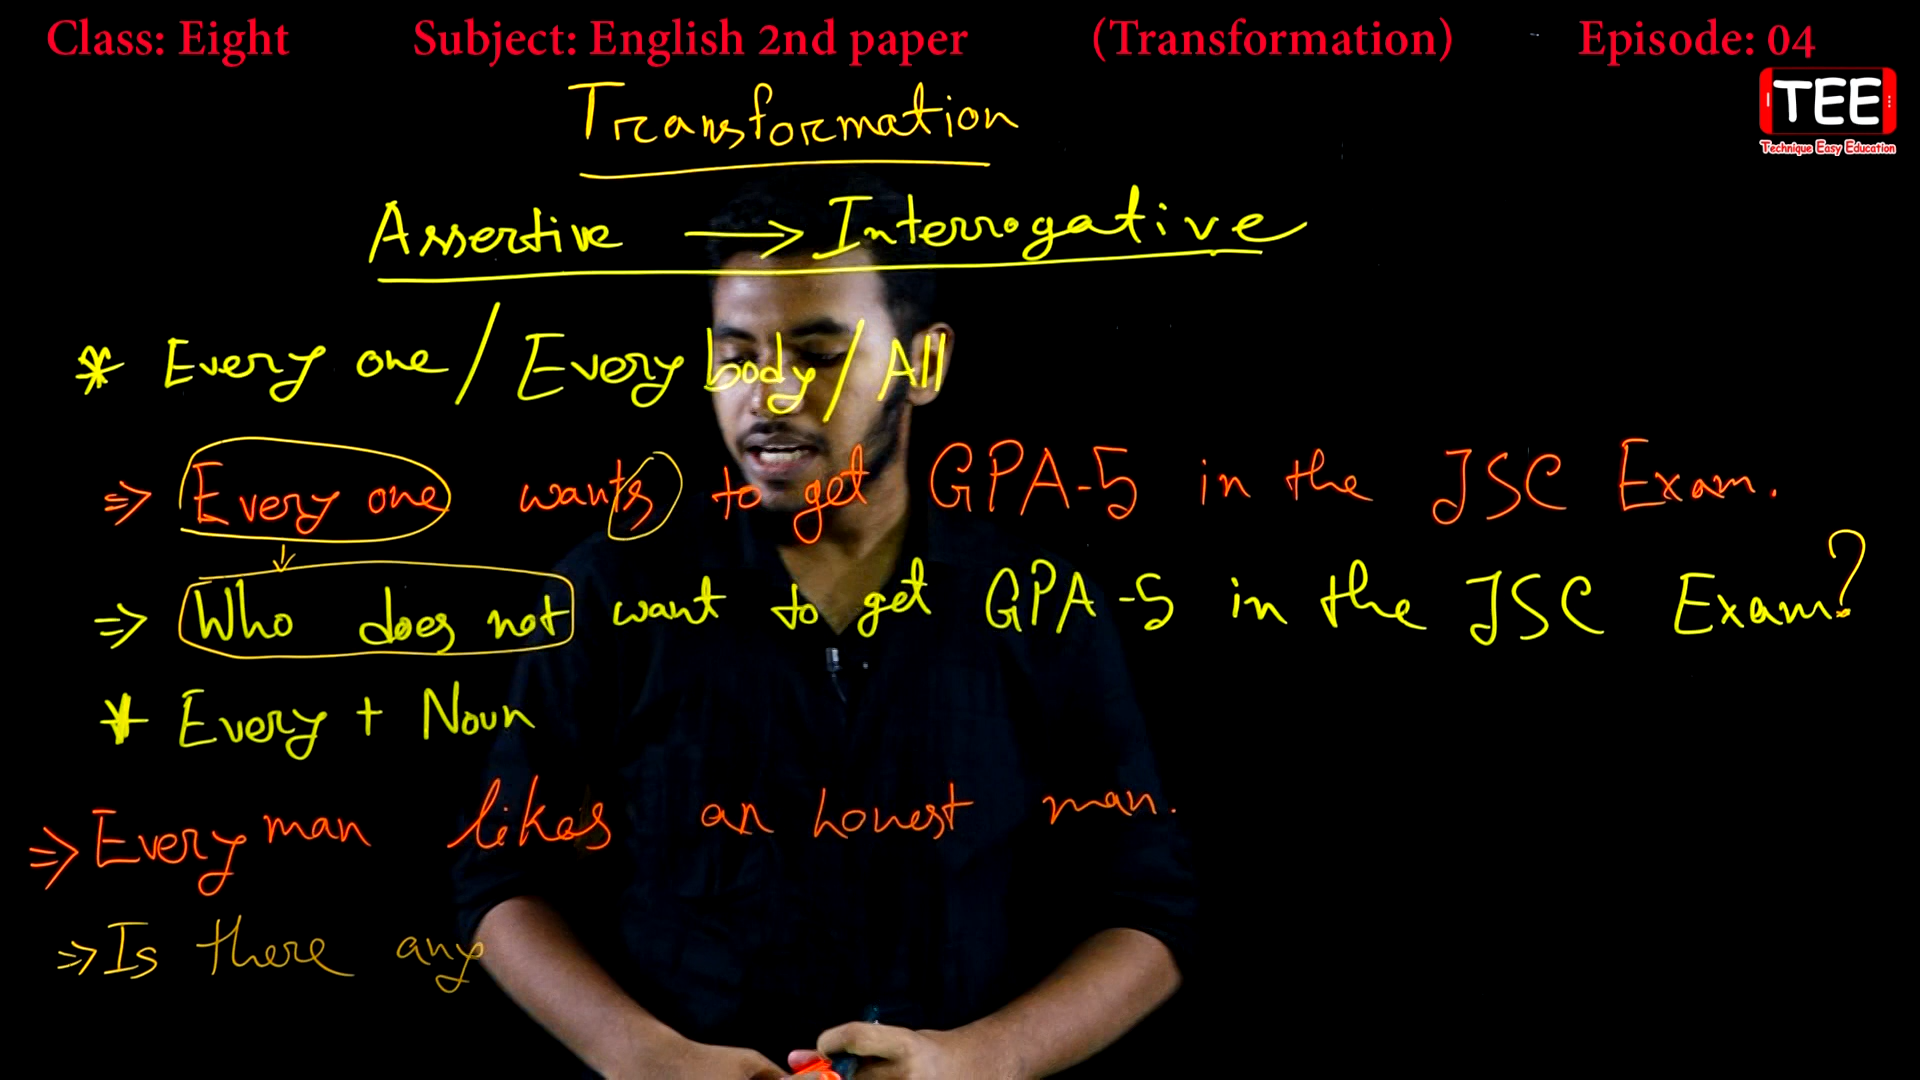 Class: Eight Subject: English 2nd paper (Transformation) Episode: 04
TEE
Technique Easy Education
Transformation
Assertive → Interrogative
* Every one / Every body / All
⇒ Every one wants to get GPA-5 in the JSC Exam.
⇒ Who does not want to get GPA-5 in the JSC Exam?
* Every + Noun
⇒ Every man likes an honest man.
⇒ Is there any